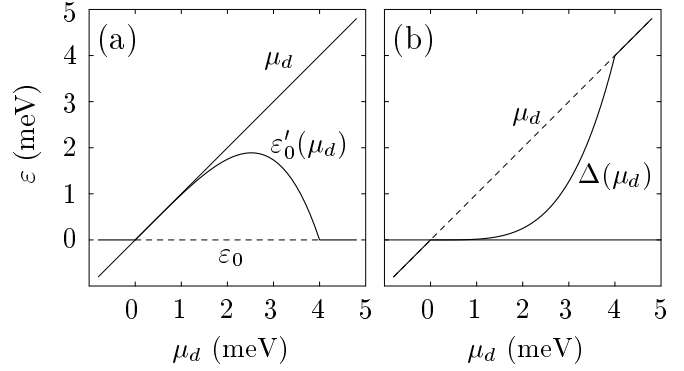 5
4
3
2
1
0
ε (meV)
(a)
μ_d
ε′_0(μ_d)
ε_0
0 1 2 3 4 5
μ_d (meV)
(b)
μ_d
Δ(μ_d)
0 1 2 3 4 5
μ_d (meV)